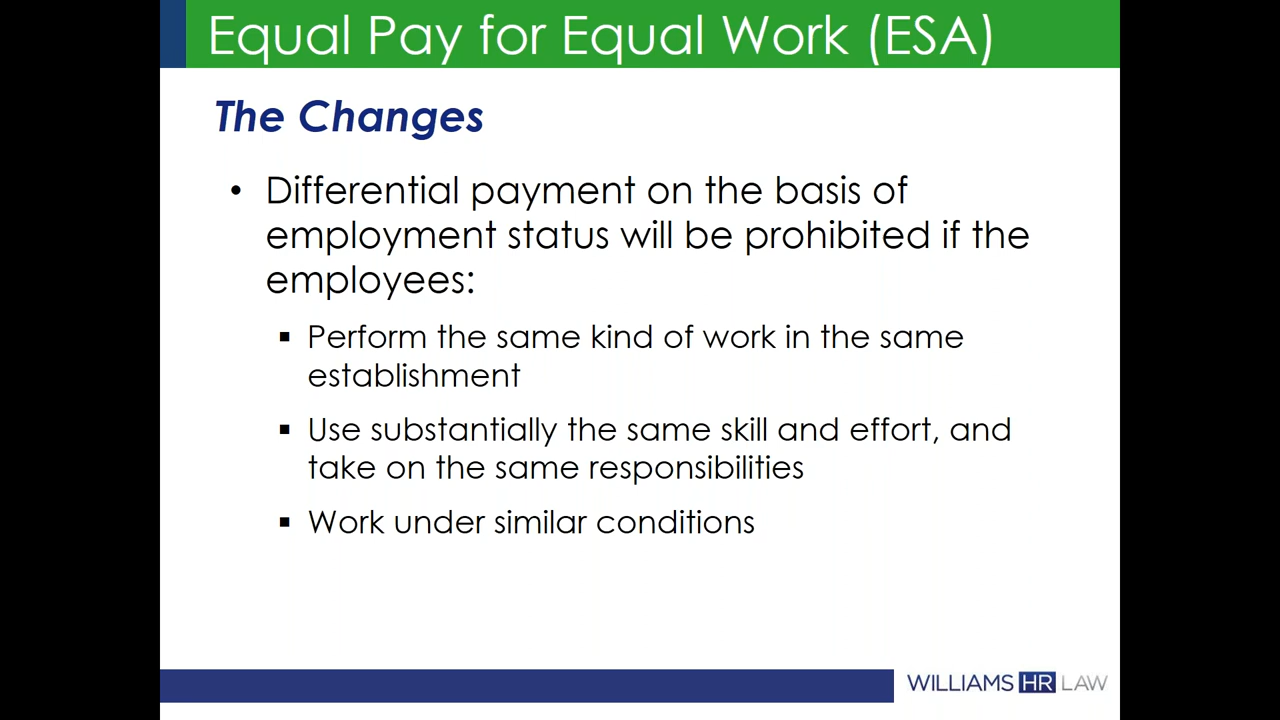 Equal Pay for Equal Work (ESA)
The Changes
• Differential payment on the basis of
employment status will be prohibited if the
employees:
▪ Perform the same kind of work in the same
establishment
▪ Use substantially the same skill and effort, and
take on the same responsibilities
▪ Work under similar conditions
WILLIAMS HR LAW